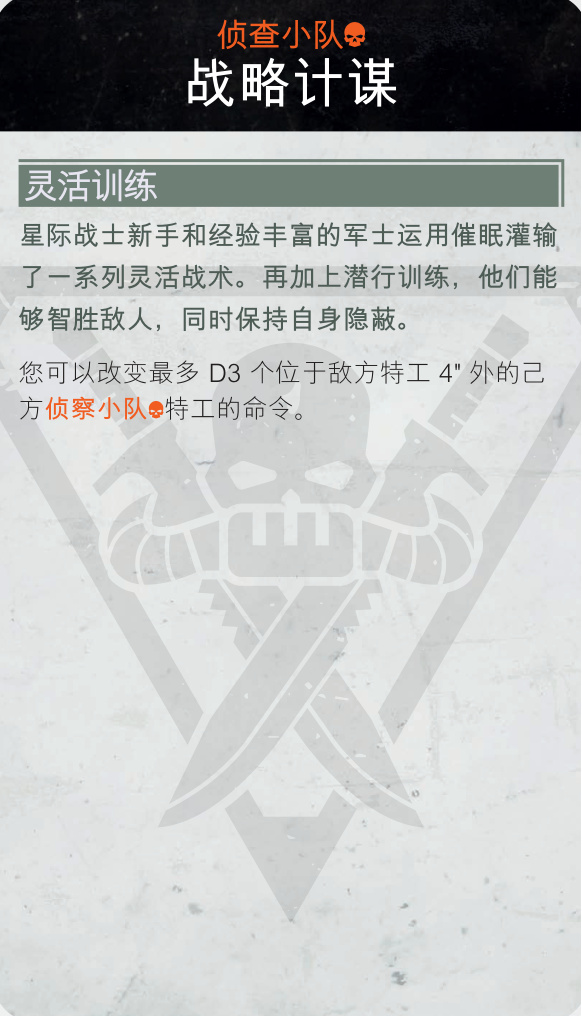 侦查小队
战略计谋
灵活训练
星际战士新手和经验丰富的军士运用催眠灌输
了一系列灵活战术。再加上潜行训练，他们能
够智胜敌人，同时保持自身隐蔽。
您可以改变最多 D3 个位于敌方特工 4" 外的己
方侦察小队特工的命令。